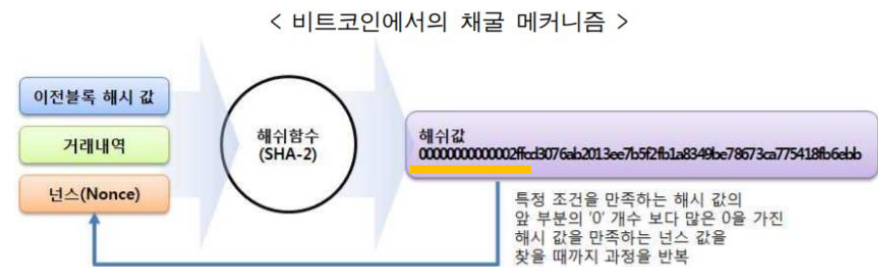 < 비트코인에서의 채굴 메커니즘 >
이전블록 해시 값
거래내역
넌스(Nonce)
해쉬함수
(SHA-2)
해쉬값
00000000000002ffcd3076ab2013ee7b5f2fb1a8349be78673ca775418fb6ebb
특정 조건을 만족하는 해시 값의
앞 부분의 '0' 개수 보다 많은 0을 가진
해시 값을 만족하는 넌스 값을
찾을 때까지 과정을 반복